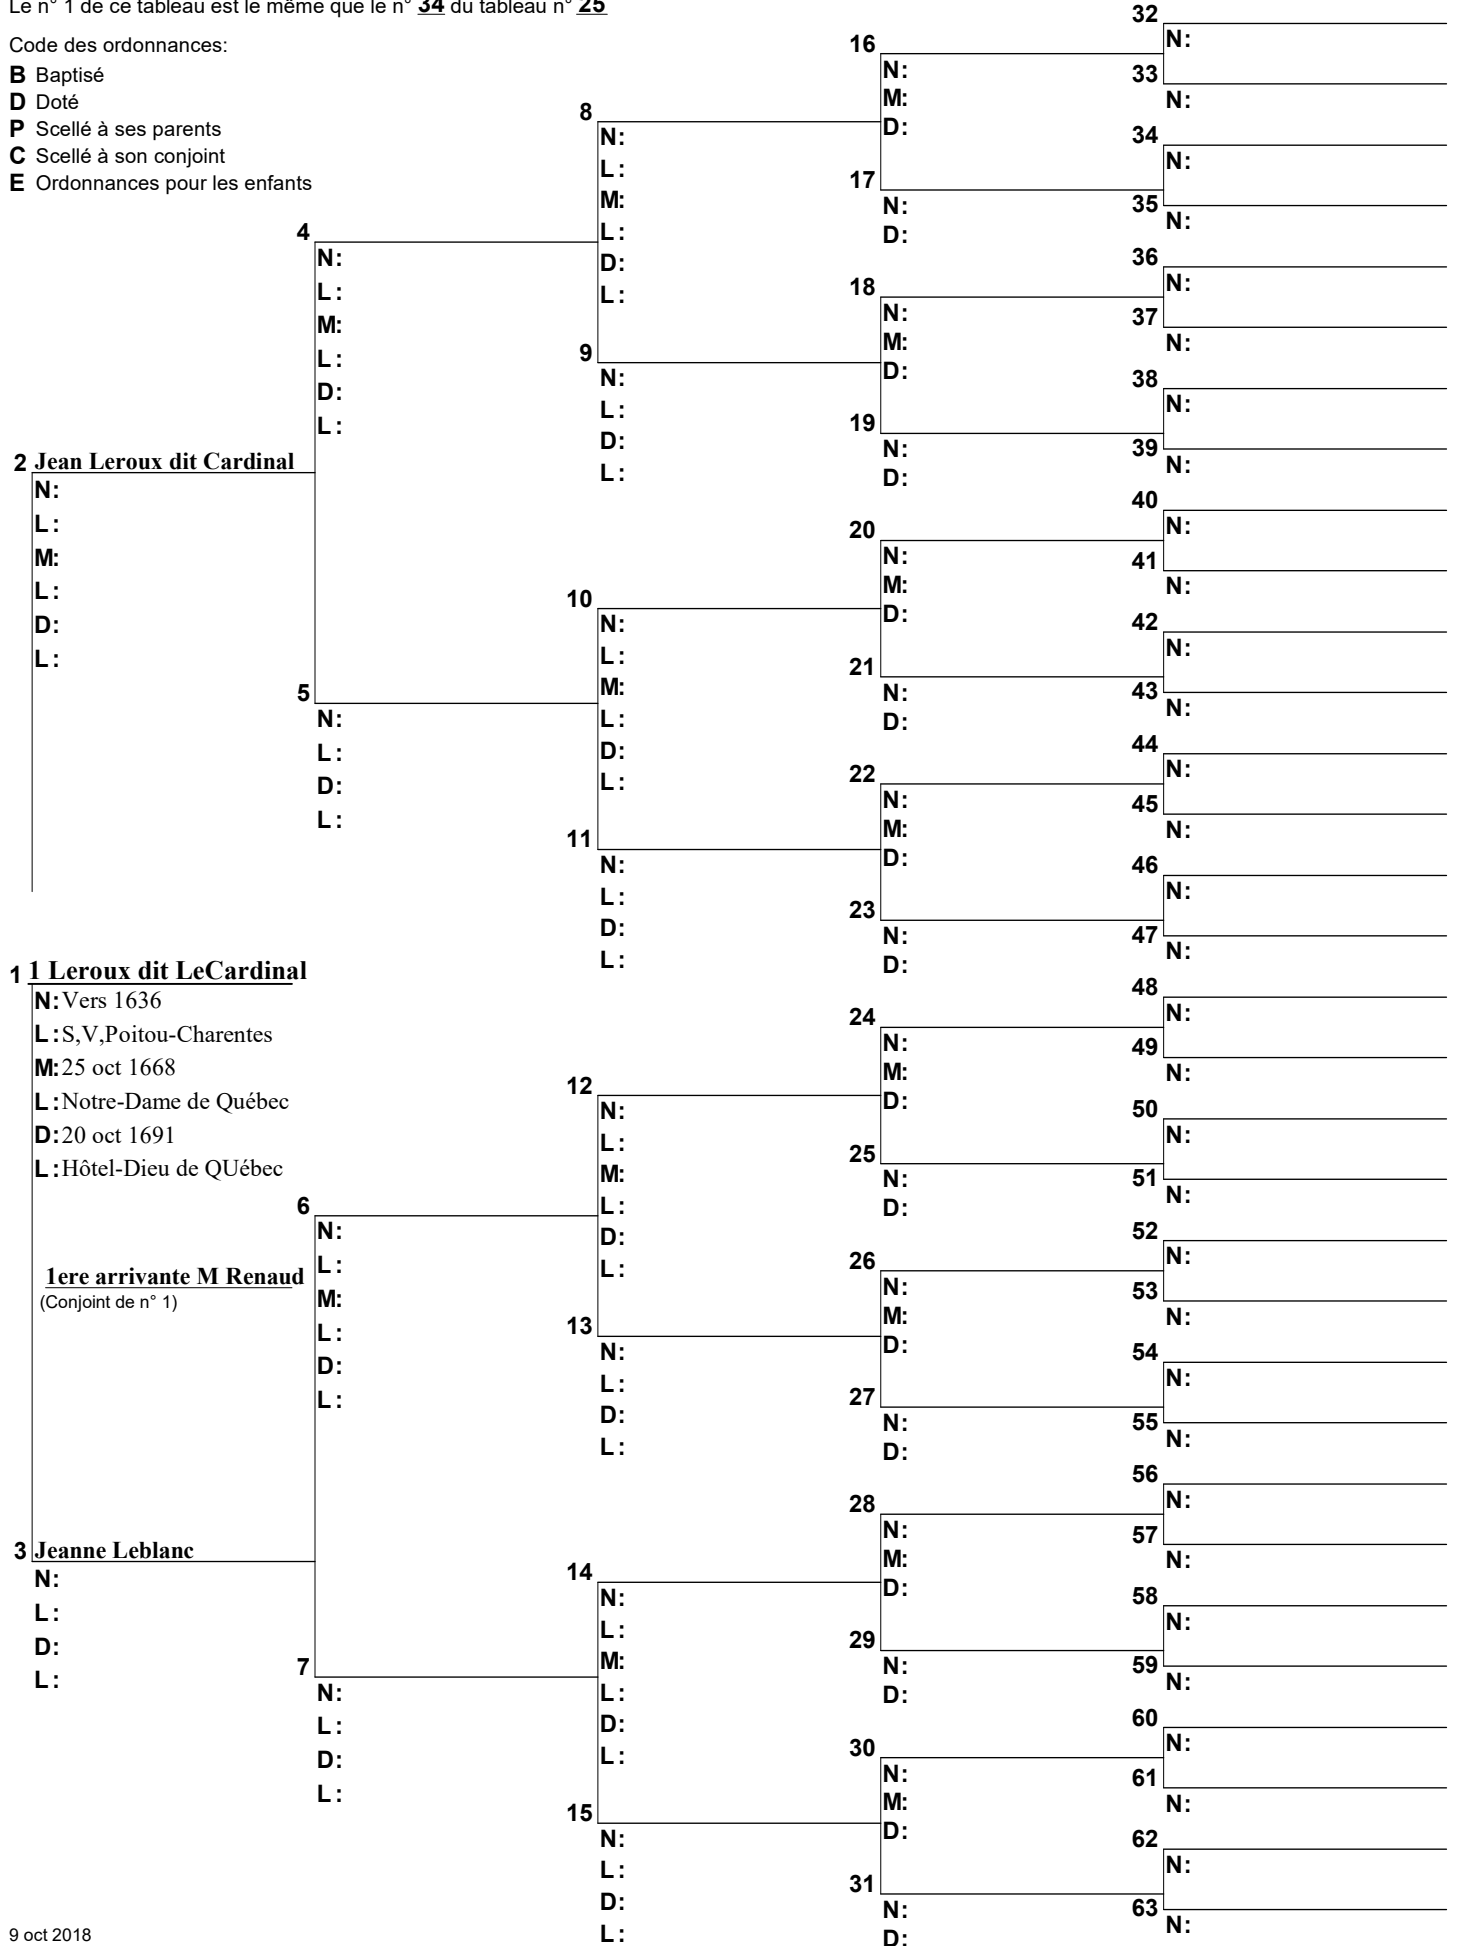 Le n° 1 de ce tableau est le même que le n° 34 du tableau n° 25
Code des ordonnances:
B Baptisé
D Doté
P Scellé à ses parents
C Scellé à son conjoint
E Ordonnances pour les enfants
2 Jean Leroux dit Cardinal
N:
L:
M:
L:
D:
L:
1 1 Leroux dit LeCardinal
N: Vers 1636
L: S,V,Poitou-Charentes
M: 25 oct 1668
L: Notre-Dame de Québec
D: 20 oct 1691
L: Hôtel-Dieu de QUébec
1ere arrivante M Renaud
(Conjoint de n° 1)
3 Jeanne Leblanc
N:
L:
D:
L:
4
N:
L:
M:
L:
D:
L:
5
N:
L:
D:
L:
6
N:
L:
M:
L:
D:
L:
7
N:
L:
D:
L:
8
N:
L:
M:
L:
D:
L:
9
N:
L:
D:
L:
10
N:
L:
M:
L:
D:
L:
11
N:
L:
D:
L:
12
N:
L:
M:
L:
D:
L:
13
N:
L:
D:
L:
14
N:
L:
M:
L:
D:
L:
15
N:
L:
D:
L:
16
N:
M:
D:
17
N:
D:
18
N:
M:
D:
19
N:
D:
20
N:
M:
D:
21
N:
D:
22
N:
M:
D:
23
N:
D:
24
N:
M:
D:
25
N:
D:
26
N:
M:
D:
27
N:
D:
28
N:
M:
D:
29
N:
D:
30
N:
M:
D:
31
N:
D:
32
N:
33
N:
34
N:
35
N:
36
N:
37
N:
38
N:
39
N:
40
N:
41
N:
42
N:
43
N:
44
N:
45
N:
46
N:
47
N:
48
N:
49
N:
50
N:
51
N:
52
N:
53
N:
54
N:
55
N:
56
N:
57
N:
58
N:
59
N:
60
N:
61
N:
62
N:
63
N:
9 oct 2018